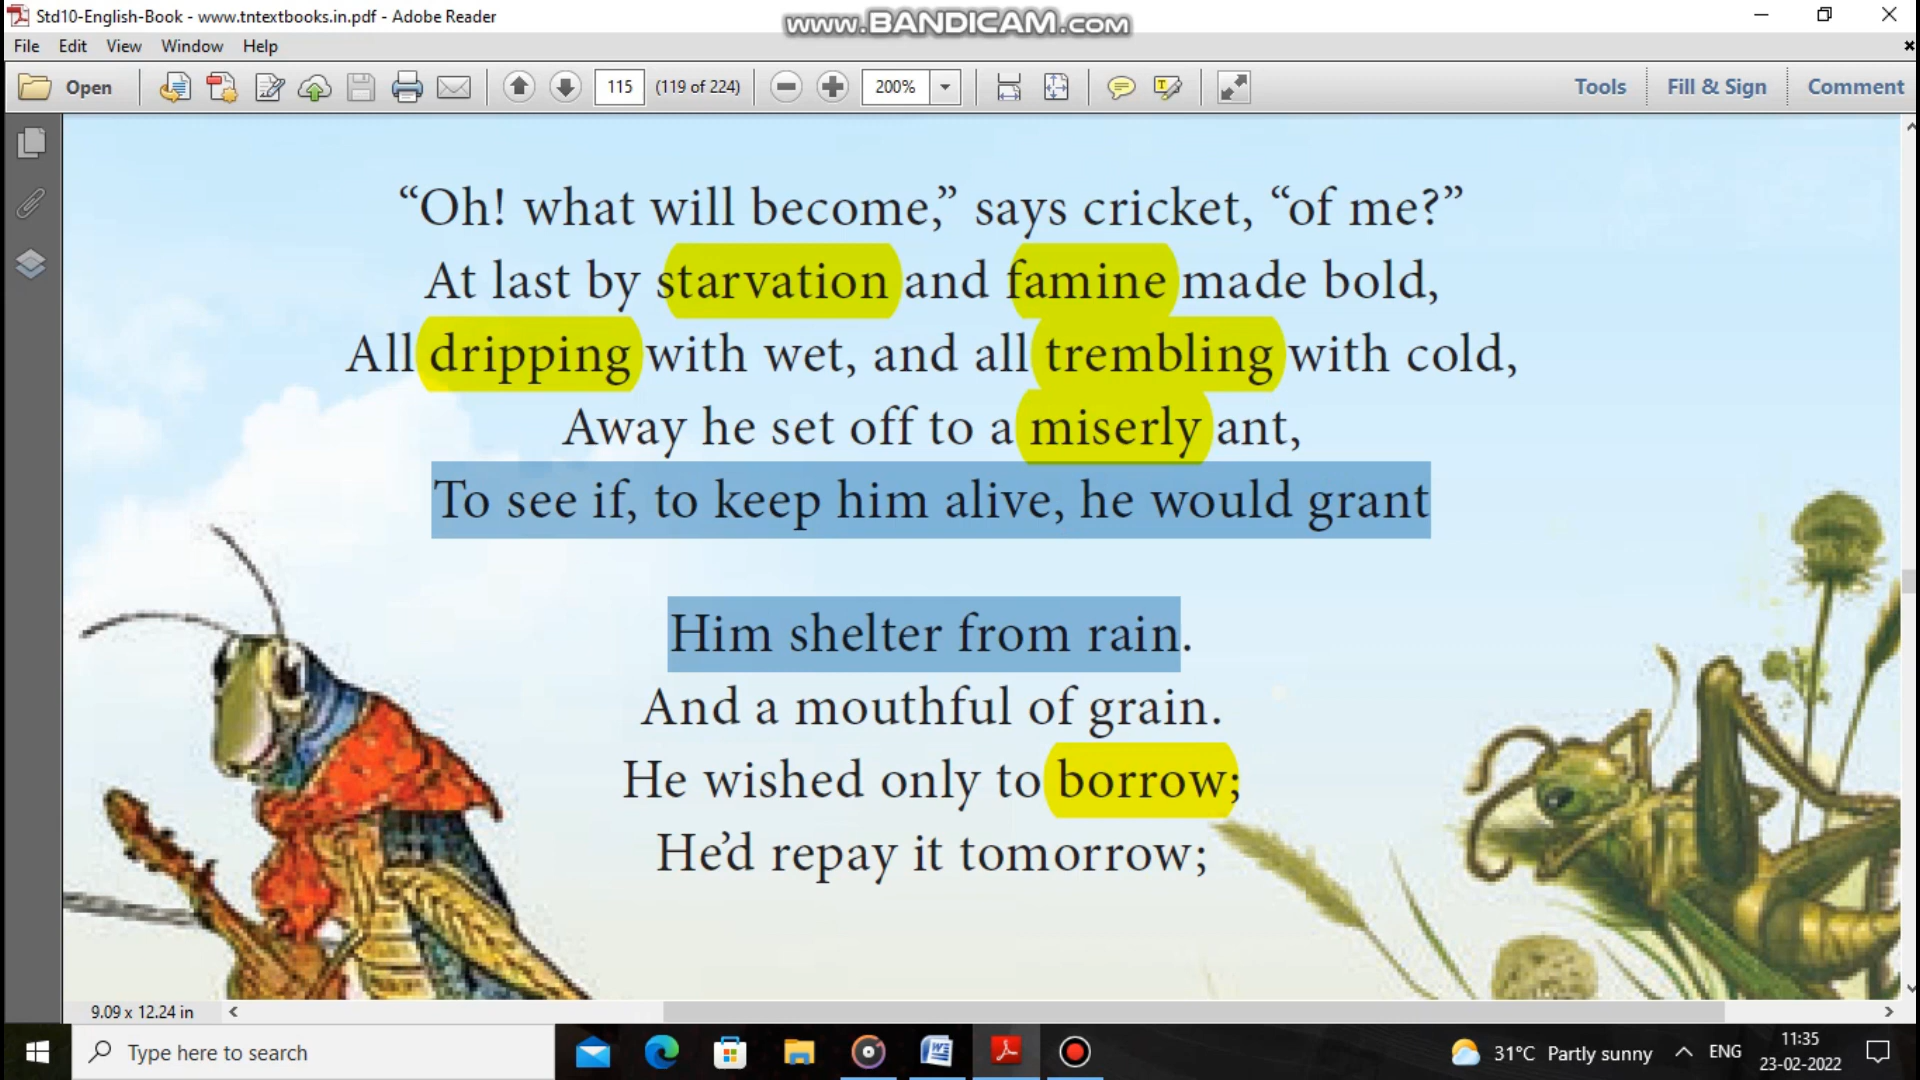 Std10-English-Book - www.tntextbooks.in.pdf - Adobe Reader
www.BANDICAM.com
File Edit View Window Help
Open 115 (119 of 224) 200% Tools Fill & Sign Comment
“Oh! what will become,” says cricket, “of me?”
At last by starvation and famine made bold,
All dripping with wet, and all trembling with cold,
Away he set off to a miserly ant,
To see if, to keep him alive, he would grant
Him shelter from rain.
And a mouthful of grain.
He wished only to borrow;
He’d repay it tomorrow;
9.09 x 12.24 in
Type here to search
31°C Partly sunny
ENG
11:35
23-02-2022